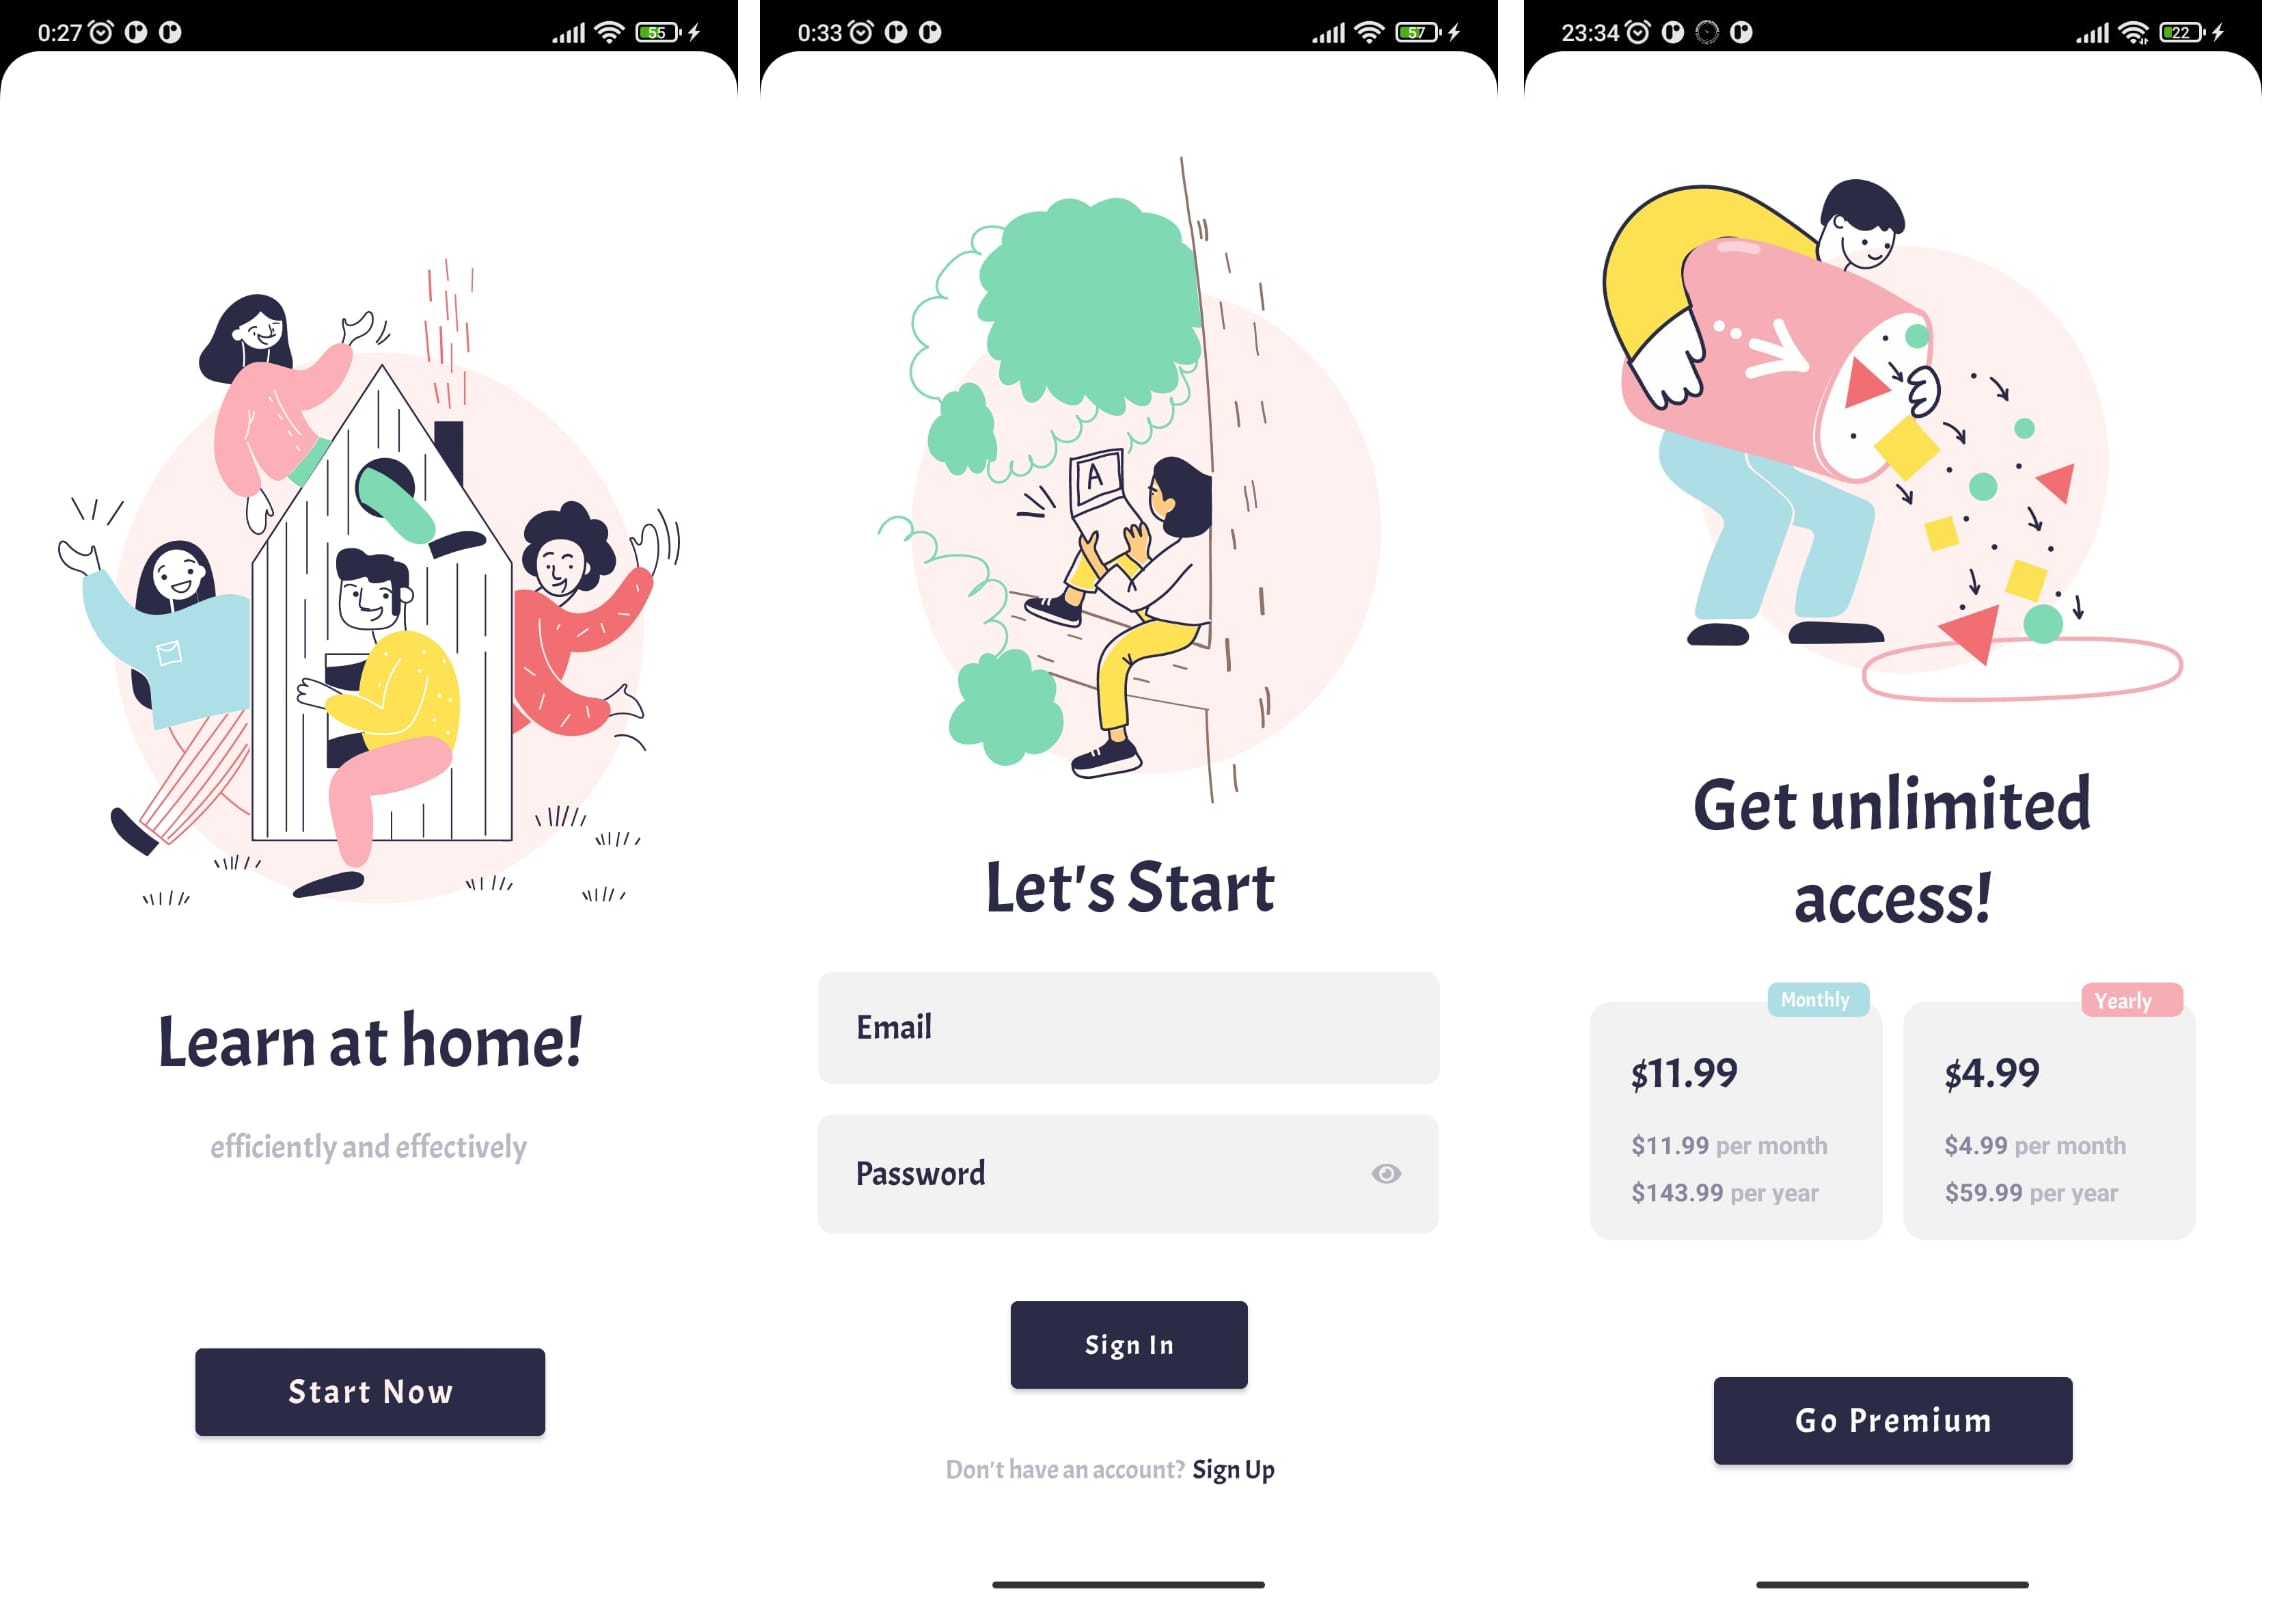 0:27
55
Learn at home!
efficiently and effectively
Start Now
0:33
57
A
Let's Start
Email
Password
Sign In
Don't have an account? Sign Up
23:34
22
Get unlimited
access!
Monthly
$11.99
$11.99 per month
$143.99 per year
Yearly
$4.99
$4.99 per month
$59.99 per year
Go Premium